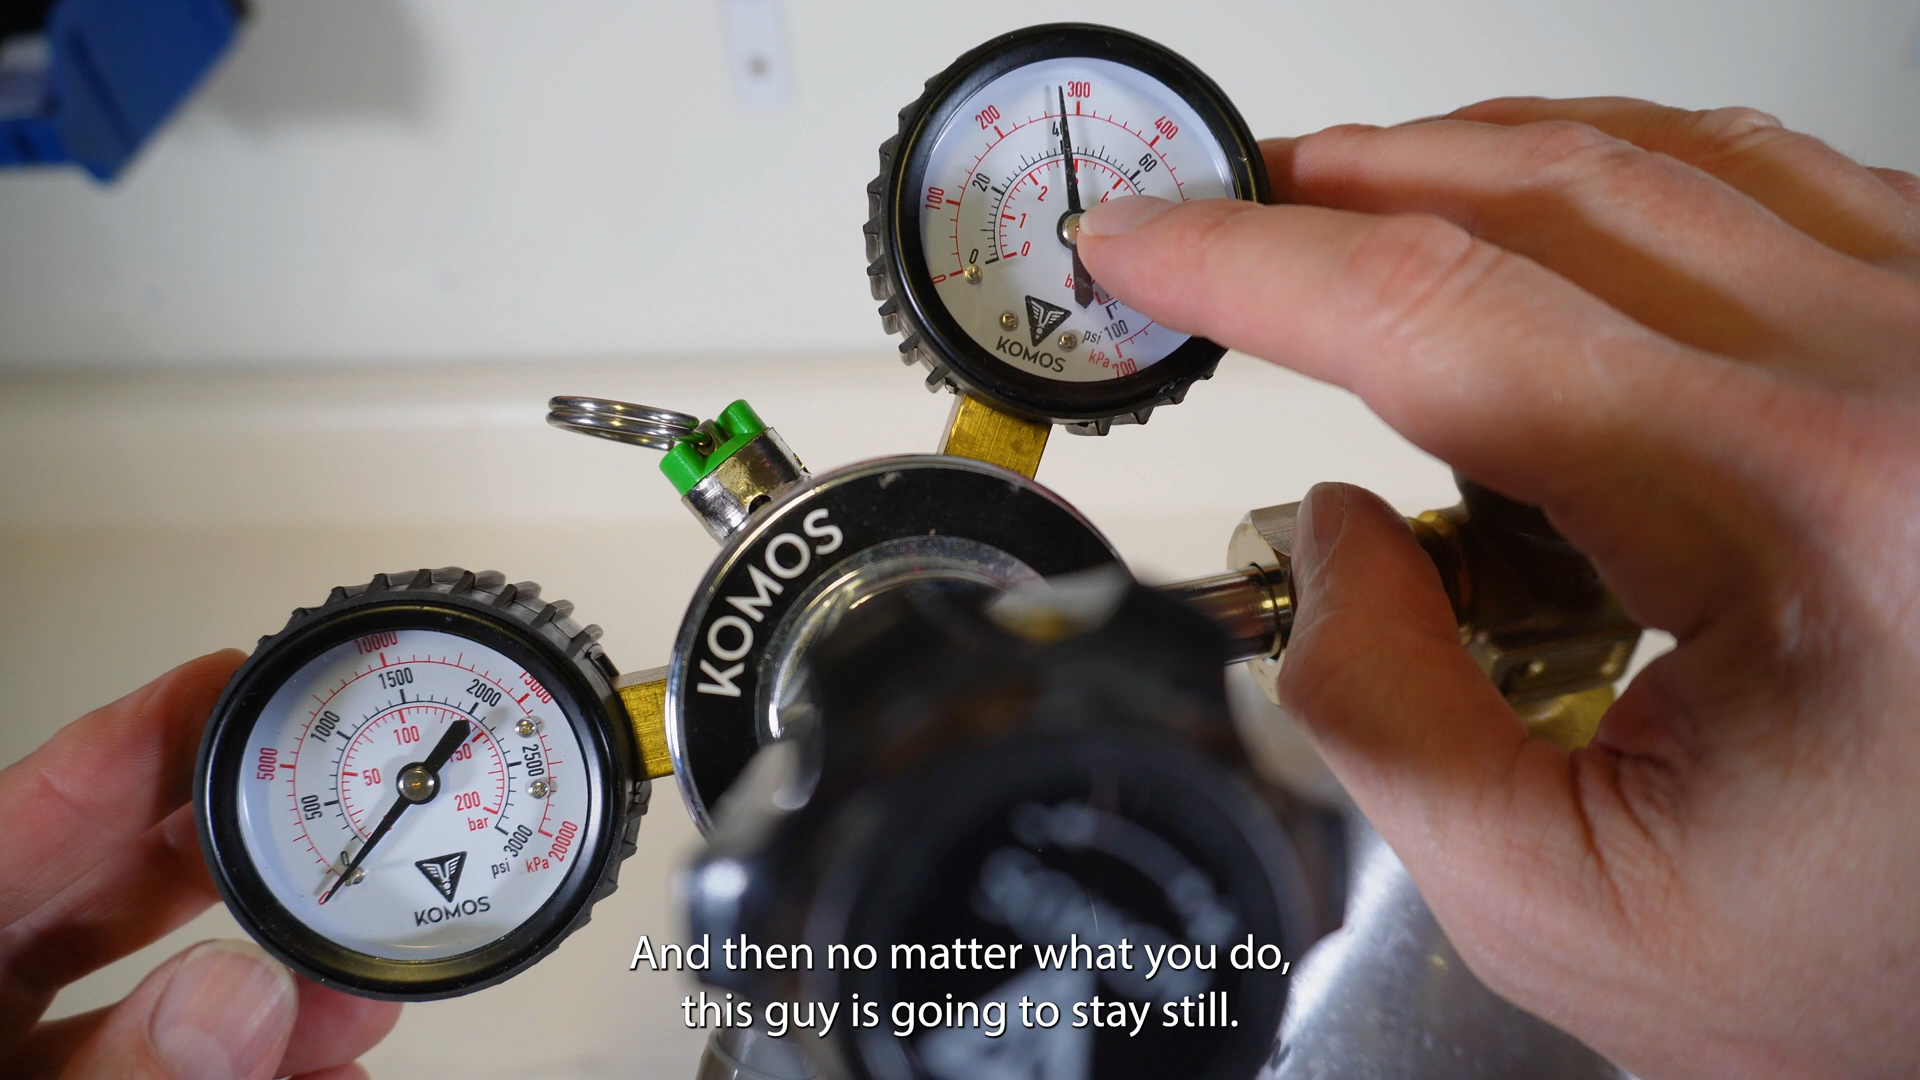 300
200
400
60
20
100
2
1
0
0
0
psi 100
kPa 700
KOMOS
KOMOS
10000
15000
1500
2000
1000
100
150
5000
2500
50
500
200
bar
3000
20000
0
psi
kPa
KOMOS
And then no matter what you do,
this guy is going to stay still.